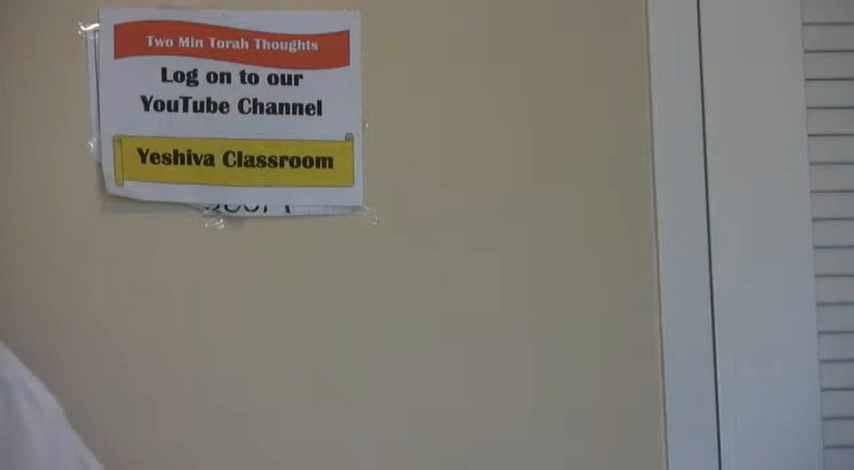 Two Min Torah Thoughts
Log on to our
YouTube Channel
Yeshiva Classroom